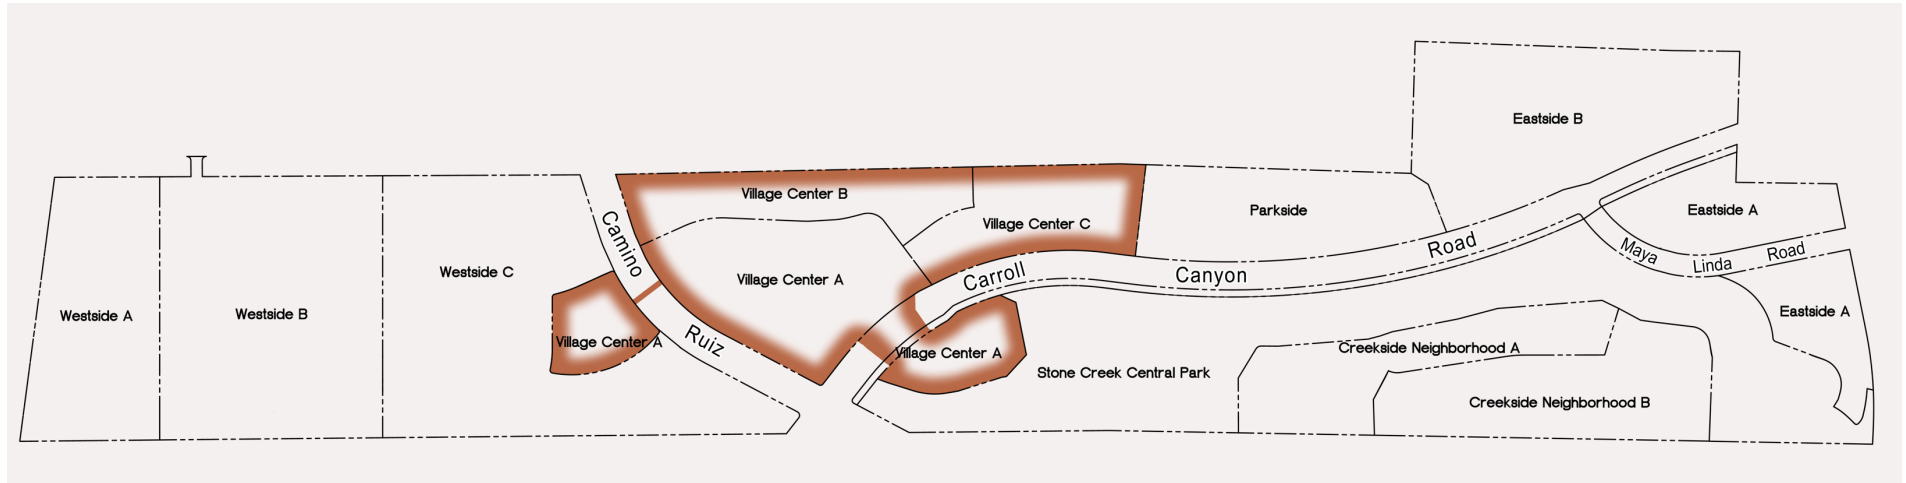 Eastside B
Village Center B
Parkside
Eastside A
Village Center C
Camino
Road
Maya
Linda
Road
Westside C
Village Center A
Carroll
Canyon
Westside A
Westside B
Eastside A
Village Center A
Ruiz
Village Center A
Creekside Neighborhood A
Stone Creek Central Park
Creekside Neighborhood B